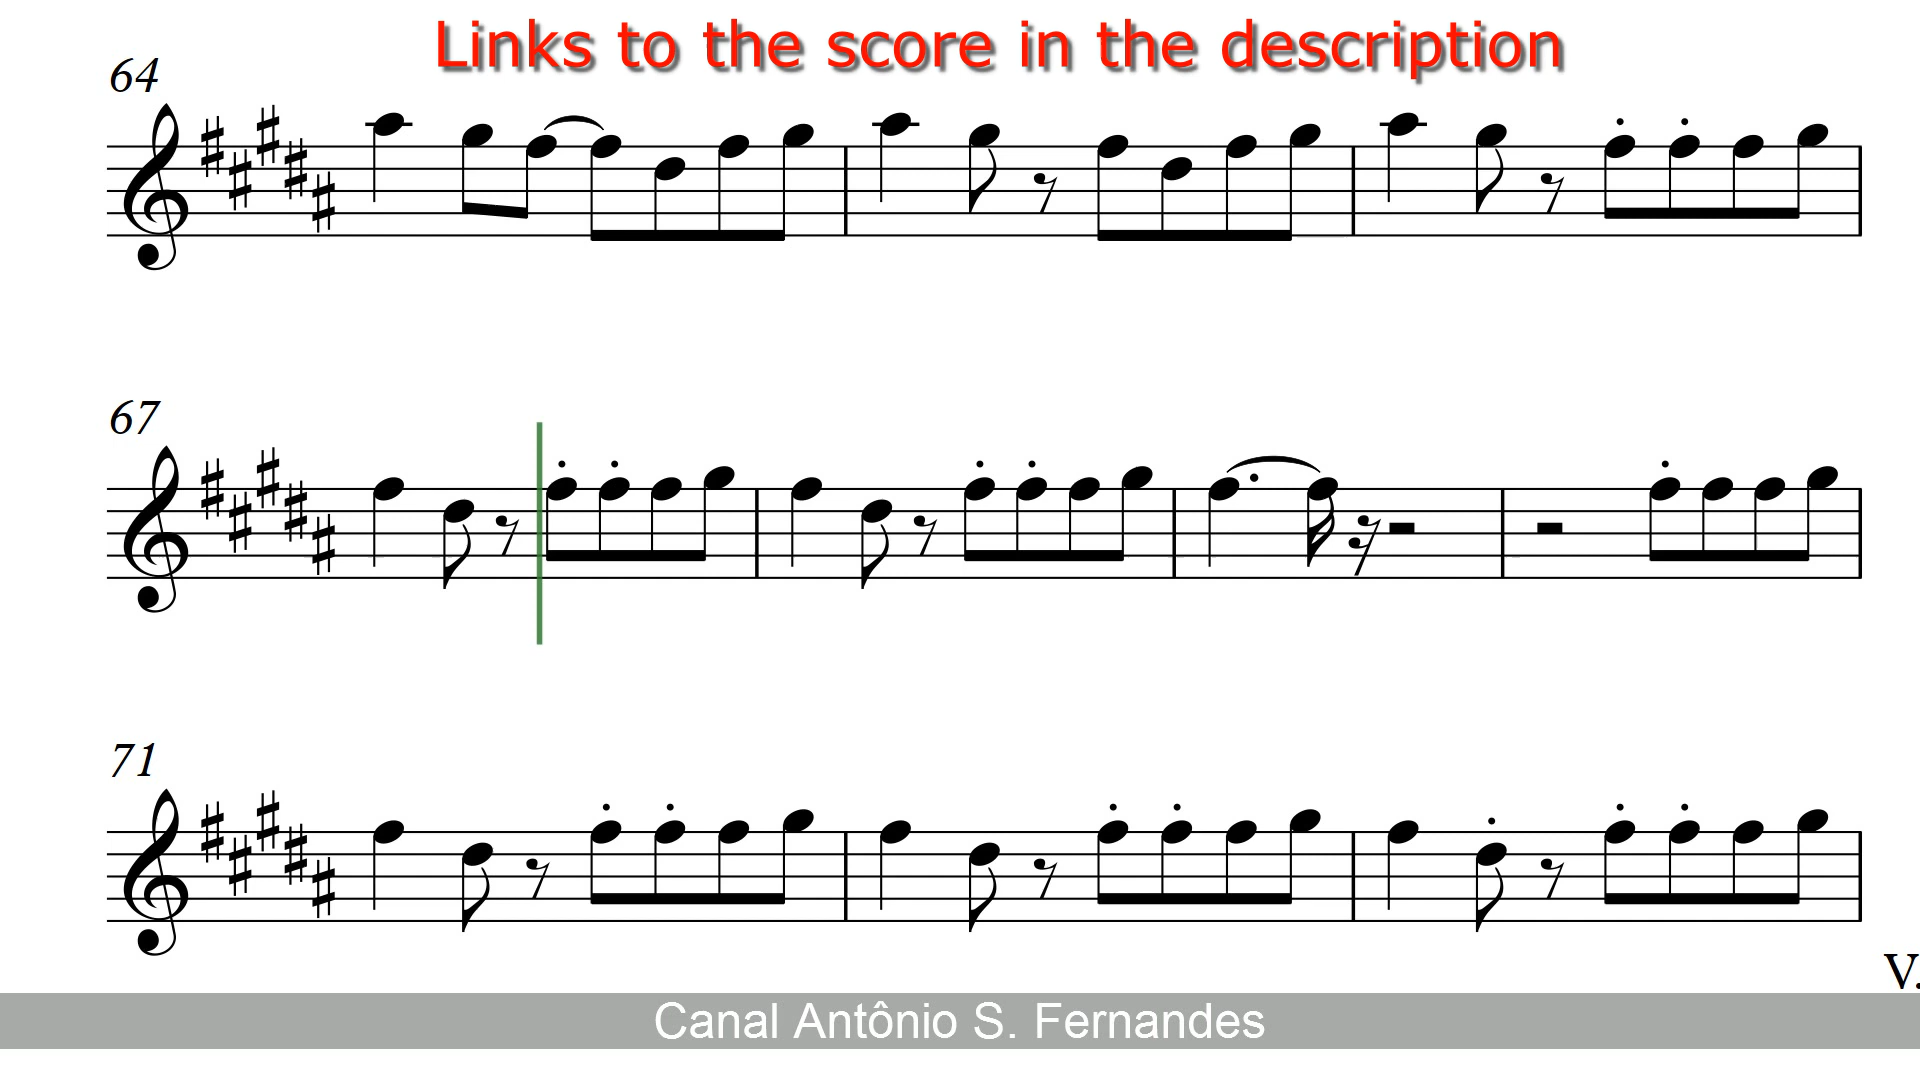 Links to the score in the description
64
67
71
V.
Canal Antônio S. Fernandes